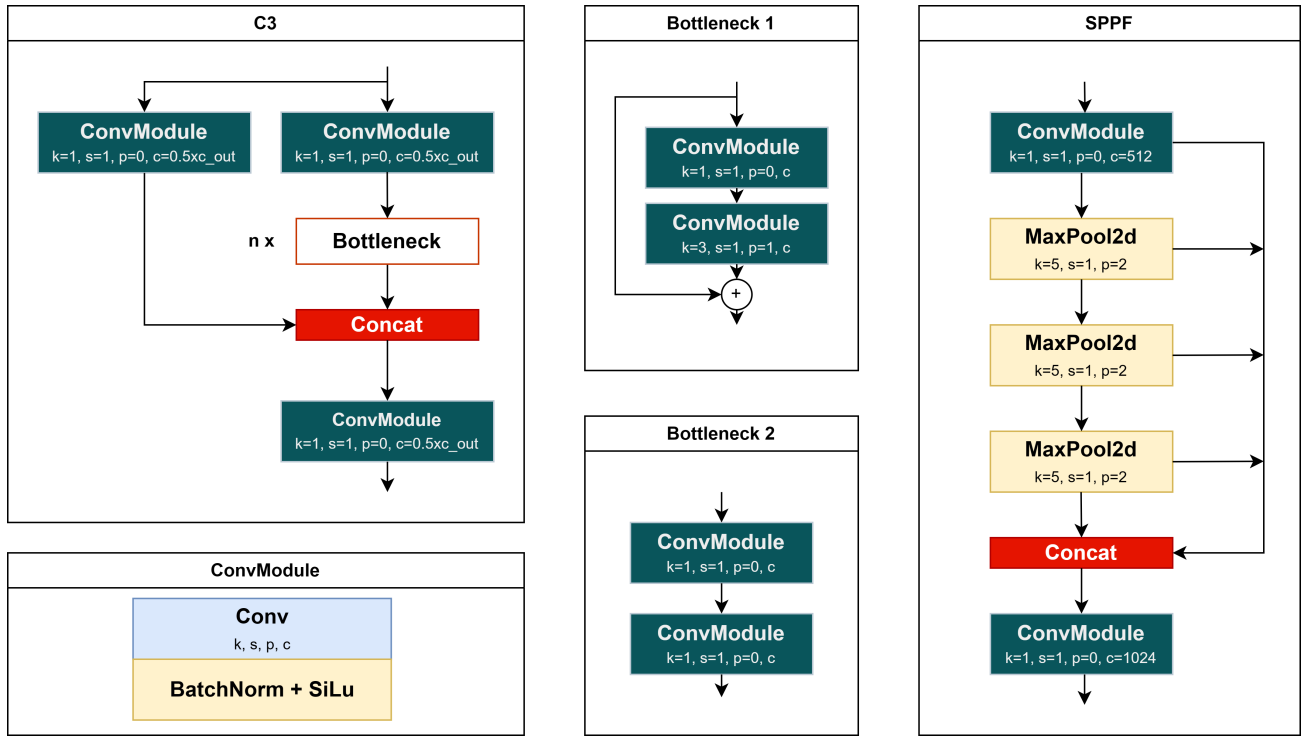 C3
ConvModule
k=1, s=1, p=0, c=0.5xc_out
ConvModule
k=1, s=1, p=0, c=0.5xc_out
n x
Bottleneck
Concat
ConvModule
k=1, s=1, p=0, c=0.5xc_out
ConvModule
Conv
k, s, p, c
BatchNorm + SiLu
Bottleneck 1
ConvModule
k=1, s=1, p=0, c
ConvModule
k=3, s=1, p=1, c
+
Bottleneck 2
ConvModule
k=1, s=1, p=0, c
ConvModule
k=1, s=1, p=0, c
SPPF
ConvModule
k=1, s=1, p=0, c=512
MaxPool2d
k=5, s=1, p=2
MaxPool2d
k=5, s=1, p=2
MaxPool2d
k=5, s=1, p=2
Concat
ConvModule
k=1, s=1, p=0, c=1024